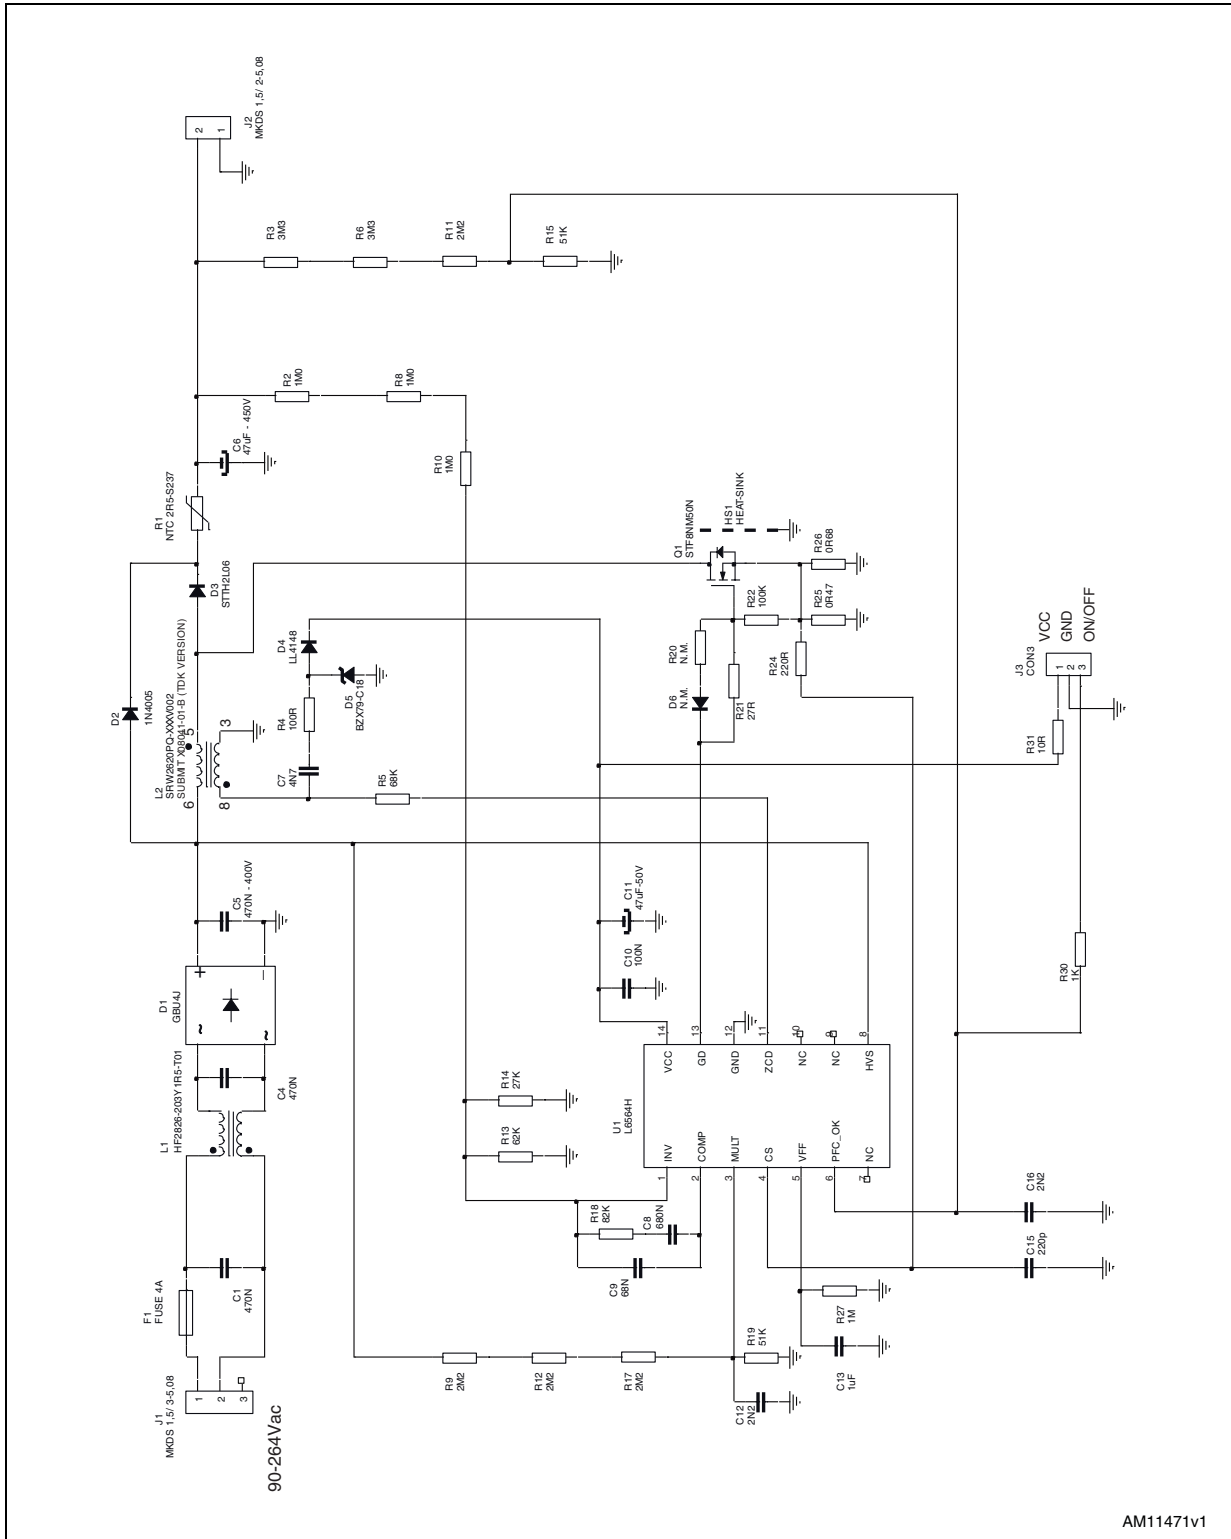 J1
MKDS 1,5/ 3-5,08
1
2
3
90-264Vac
F1
FUSE 4A
C1
470N
L1
HF2826-203Y1R5-T01
C4
470N
D1
GBU4J
~
~
+
-
C5
470N - 400V
D2
1N4005
L2
SRW2620PQ-XXXV002
SUBMIT X08041-01-B (TDK VERSION)
6
5
8
3
D3
STTH2L06
R1
NTC 2R5-S237
C6
47uF - 450V
J2
MKDS 1,5/ 2-5,08
2
1
R3
3M3
R6
3M3
R11
2M2
R15
51K
R2
1M0
R8
1M0
R10
1M0
C7
4N7
R4
100R
D4
LL4148
D5
BZX79-C18
R5
68K
Q1
STF8NM50N
HS1
HEAT-SINK
D6
N.M.
R20
N.M.
R21
27R
R22
100K
R24
220R
R25
0R47
R26
0R68
C10
100N
C11
47uF-50V
J3
CON3
1
2
3
VCC
GND
ON/OFF
R31
10R
R30
1K
R13
62K
R14
27K
U1
L6564H
INV
COMP
MULT
CS
VFF
PFC_OK
NC
1
2
3
4
5
6
7
VCC
GD
GND
ZCD
NC
NC
HVS
14
13
12
11
10
9
8
R18
82K
C8
680N
C9
68N
R9
2M2
R12
2M2
R17
2M2
R19
51K
C12
2N2
C13
1uF
R27
1M
C15
220p
C16
2N2
AM11471v1